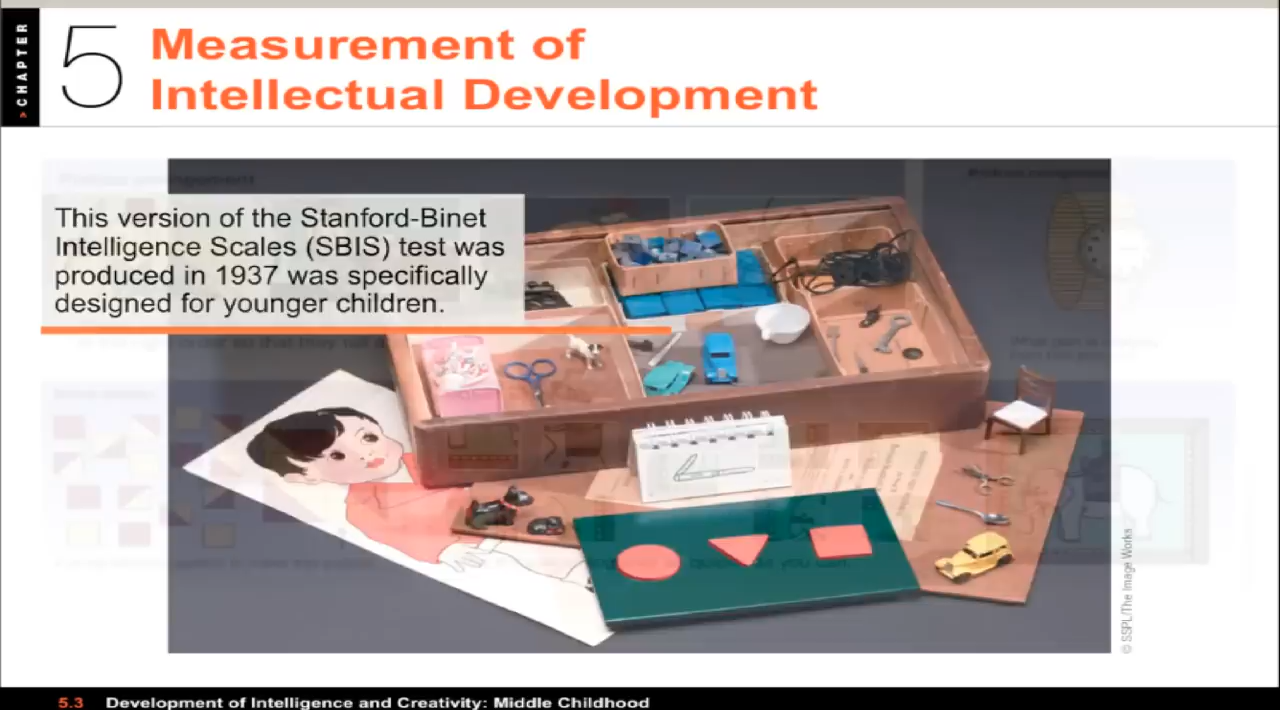 CHAPTER
5
Measurement of
Intellectual Development
This version of the Stanford-Binet
Intelligence Scales (SBIS) test was
produced in 1937 was specifically
designed for younger children.
© SSPL/The Image Works
5.3 Development of Intelligence and Creativity: Middle Childhood